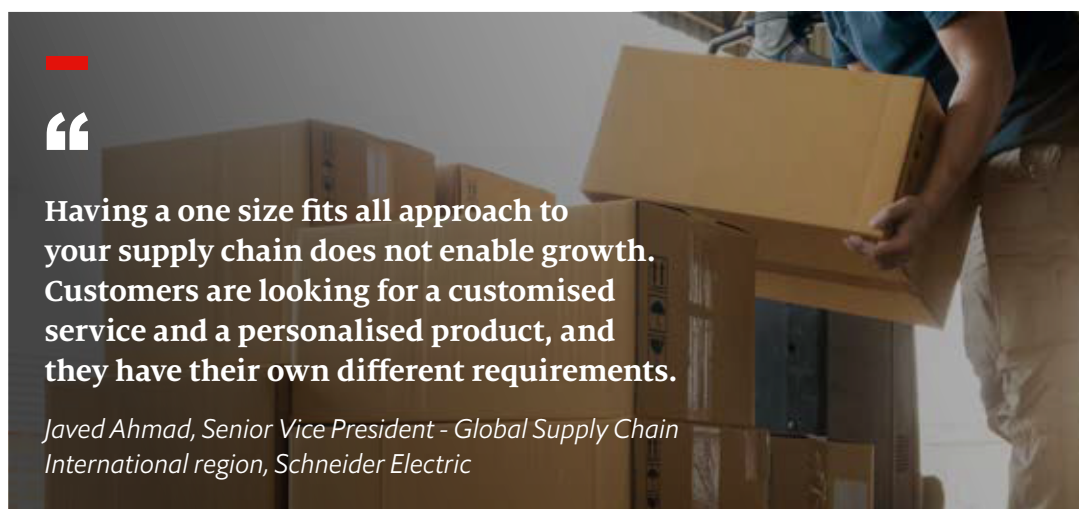 “
Having a one size fits all approach to
your supply chain does not enable growth.
Customers are looking for a customised
service and a personalised product, and
they have their own different requirements.
Javed Ahmad, Senior Vice President - Global Supply Chain
International region, Schneider Electric